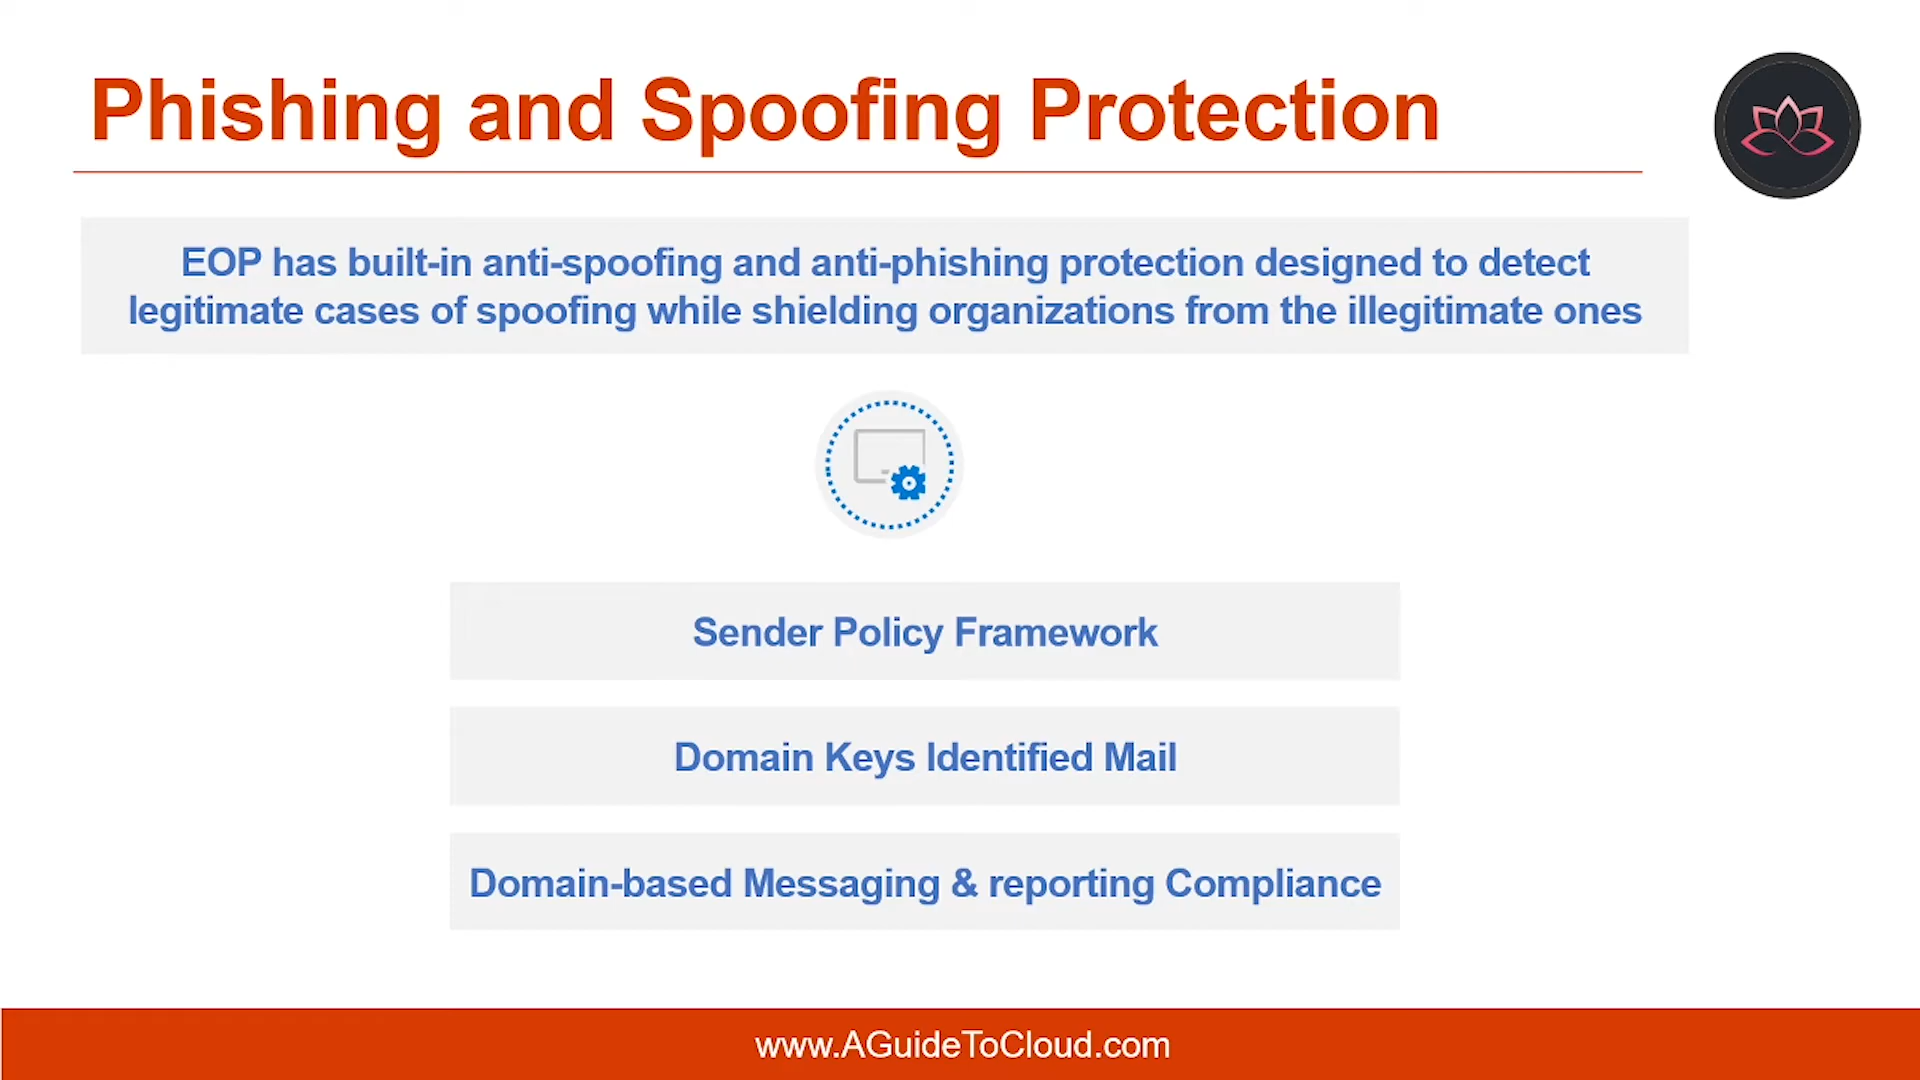 Phishing and Spoofing Protection
EOP has built-in anti-spoofing and anti-phishing protection designed to detect
legitimate cases of spoofing while shielding organizations from the illegitimate ones
Sender Policy Framework
Domain Keys Identified Mail
Domain-based Messaging & reporting Compliance
www.AGuideToCloud.com